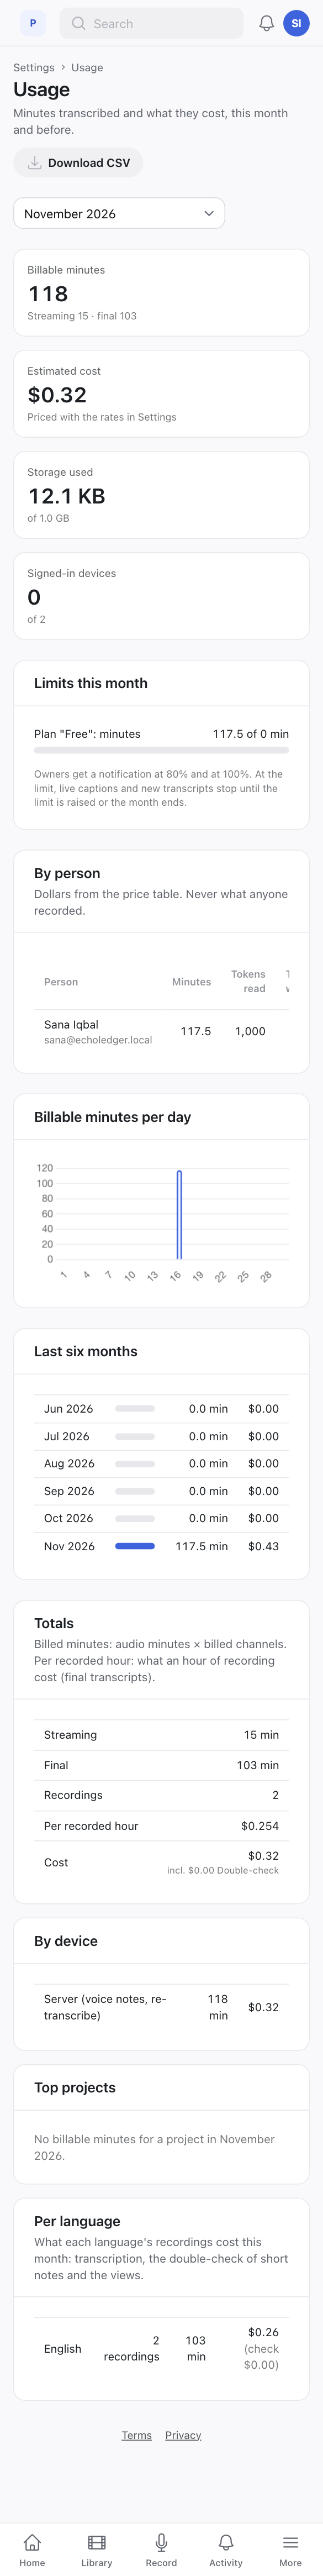 P
Search
SI
Settings > Usage
Usage
Minutes transcribed and what they cost, this month
and before.
Download CSV
November 2026
Billable minutes
118
Streaming 15 · final 103
Estimated cost
$0.32
Priced with the rates in Settings
Storage used
12.1 KB
of 1.0 GB
Signed-in devices
0
of 2
Limits this month
Plan "Free": minutes 117.5 of 0 min
Owners get a notification at 80% and at 100%. At the
limit, live captions and new transcripts stop until the
limit is raised or the month ends.
By person
Dollars from the price table. Never what anyone
recorded.
Person Minutes Tokens
read
Sana Iqbal
sana@echoledger.local
117.5 1,000
Billable minutes per day
120
100
80
60
40
20
0
1 4 7 10 13 16 19 22 25 28
Last six months
Jun 2026 0.0 min $0.00
Jul 2026 0.0 min $0.00
Aug 2026 0.0 min $0.00
Sep 2026 0.0 min $0.00
Oct 2026 0.0 min $0.00
Nov 2026 117.5 min $0.43
Totals
Billed minutes: audio minutes × billed channels.
Per recorded hour: what an hour of recording
cost (final transcripts).
Streaming 15 min
Final 103 min
Recordings 2
Per recorded hour $0.254
Cost $0.32
incl. $0.00 Double-check
By device
Server (voice notes, re-
transcribe)
118
min
$0.32
Top projects
No billable minutes for a project in November
2026.
Per language
What each language's recordings cost this
month: transcription, the double-check of short
notes and the views.
English
2
recordings
103
min
$0.26
(check
$0.00)
Terms Privacy
Home Library Record Activity More